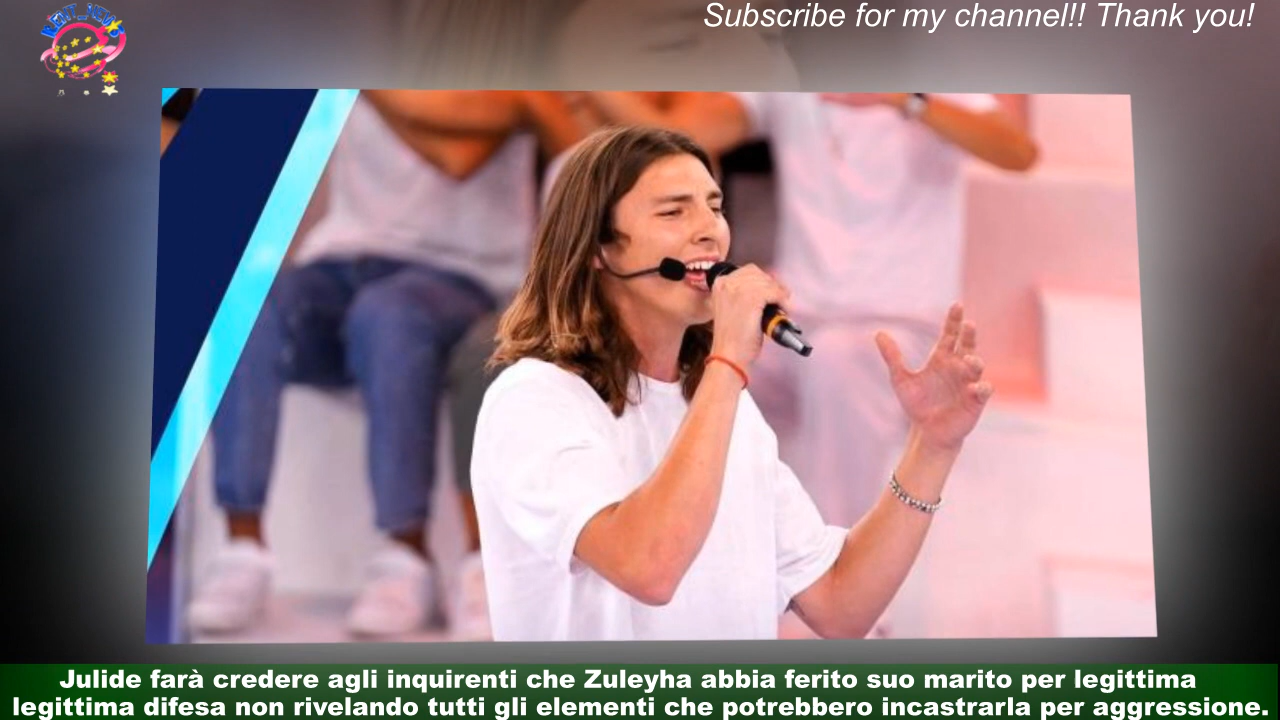 Subscribe for my channel!! Thank you!
Julide farà credere agli inquirenti che Zuleyha abbia ferito suo marito per legittima
legittima difesa non rivelando tutti gli elementi che potrebbero incastrarla per aggressione.